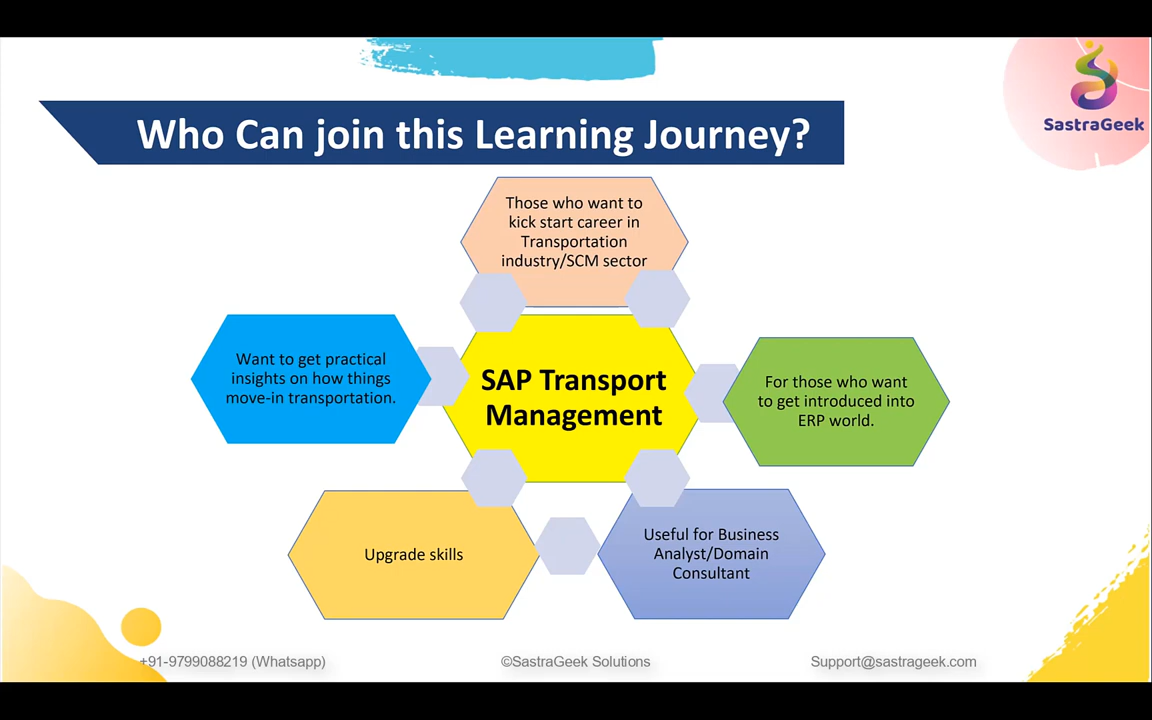 SastraGeek
Who Can join this Learning Journey?
Those who want to
kick start career in
Transportation
industry/SCM sector
Want to get practical
insights on how things
move-in transportation.
SAP Transport
Management
For those who want
to get introduced into
ERP world.
Upgrade skills
Useful for Business
Analyst/Domain
Consultant
+91-9799088219 (Whatsapp)
©SastraGeek Solutions
Support@sastrageek.com